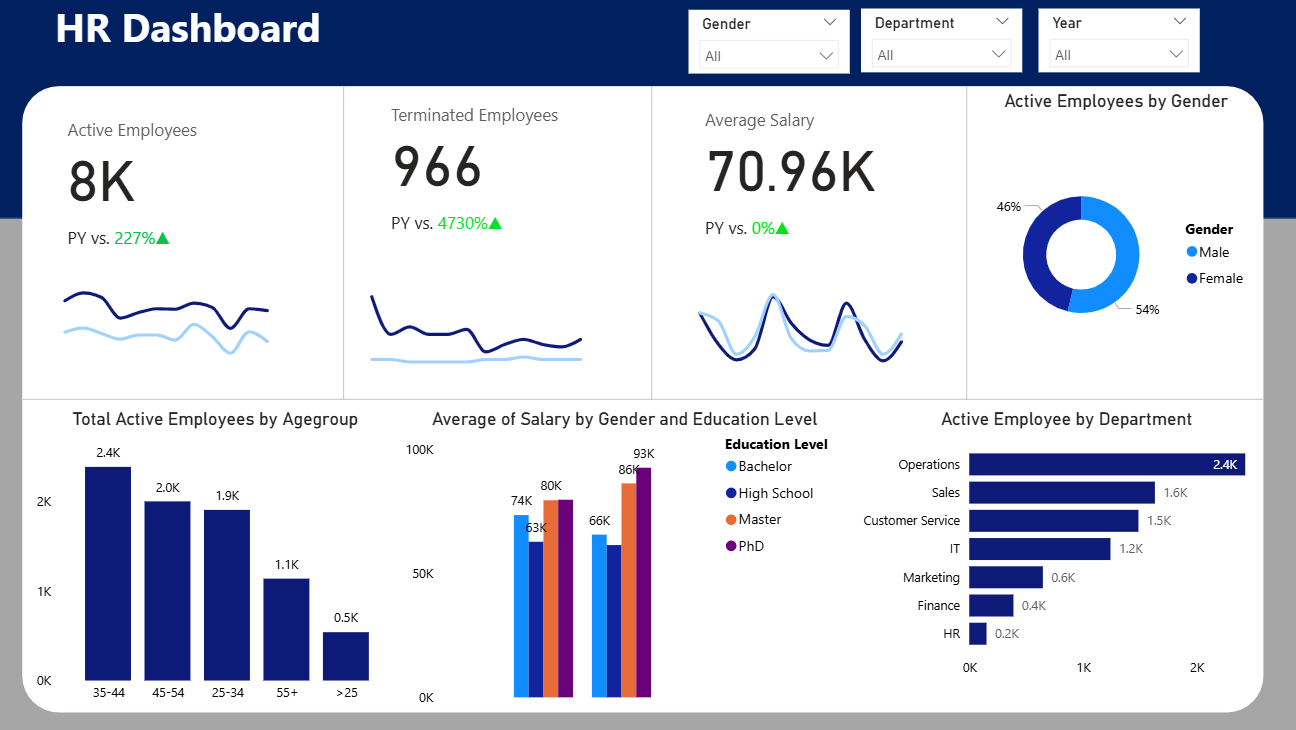 HR Dashboard
Gender
All
Department
All
Year
All
Active Employees
8K
PY vs. 227%▲
Terminated Employees
966
PY vs. 4730%▲
Average Salary
70.96K
PY vs. 0%▲
Active Employees by Gender
46%
54%
Gender
Male
Female
Total Active Employees by Agegroup
2K
1K
0K
2.4K
2.0K
1.9K
1.1K
0.5K
35-44 45-54 25-34 55+ >25
Average of Salary by Gender and Education Level
100K
50K
0K
74K
63K
80K
66K
86K
93K
Education Level
Bachelor
High School
Master
PhD
Active Employee by Department
Operations 2.4K
Sales 1.6K
Customer Service 1.5K
IT 1.2K
Marketing 0.6K
Finance 0.4K
HR 0.2K
0K 1K 2K